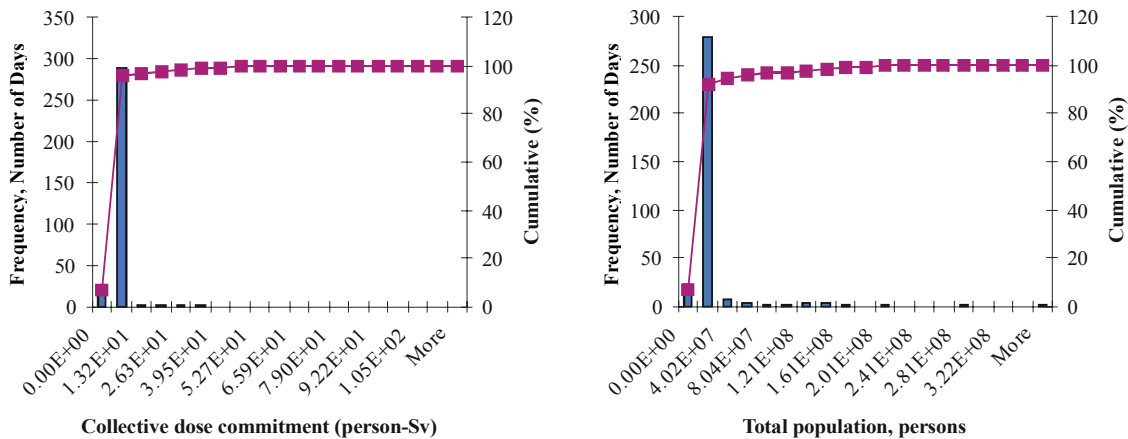 350
300
250
200
150
100
50
0
Frequency, Number of Days
120
100
80
60
40
20
0
Cumulative (%)
0.00E+00
1.32E+01
2.63E+01
3.95E+01
5.27E+01
6.59E+01
7.90E+01
9.22E+01
1.05E+02
More
Collective dose commitment (person-Sv)
300
250
200
150
100
50
0
Frequency, Number of Days
120
100
80
60
40
20
0
Cumulative (%)
0.00E+00
4.02E+07
8.04E+07
1.21E+08
1.61E+08
2.01E+08
2.41E+08
2.81E+08
3.22E+08
More
Total population, persons